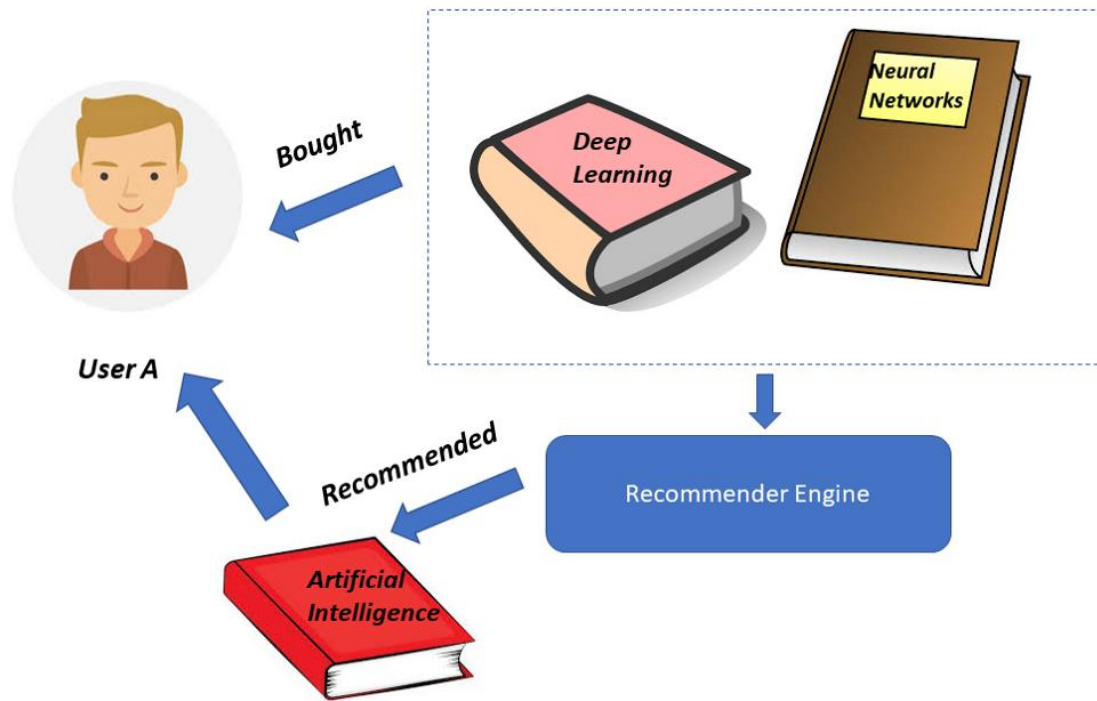 Bought
Deep
Learning
Neural
Networks
User A
Recommended
Recommender Engine
Artificial
Intelligence